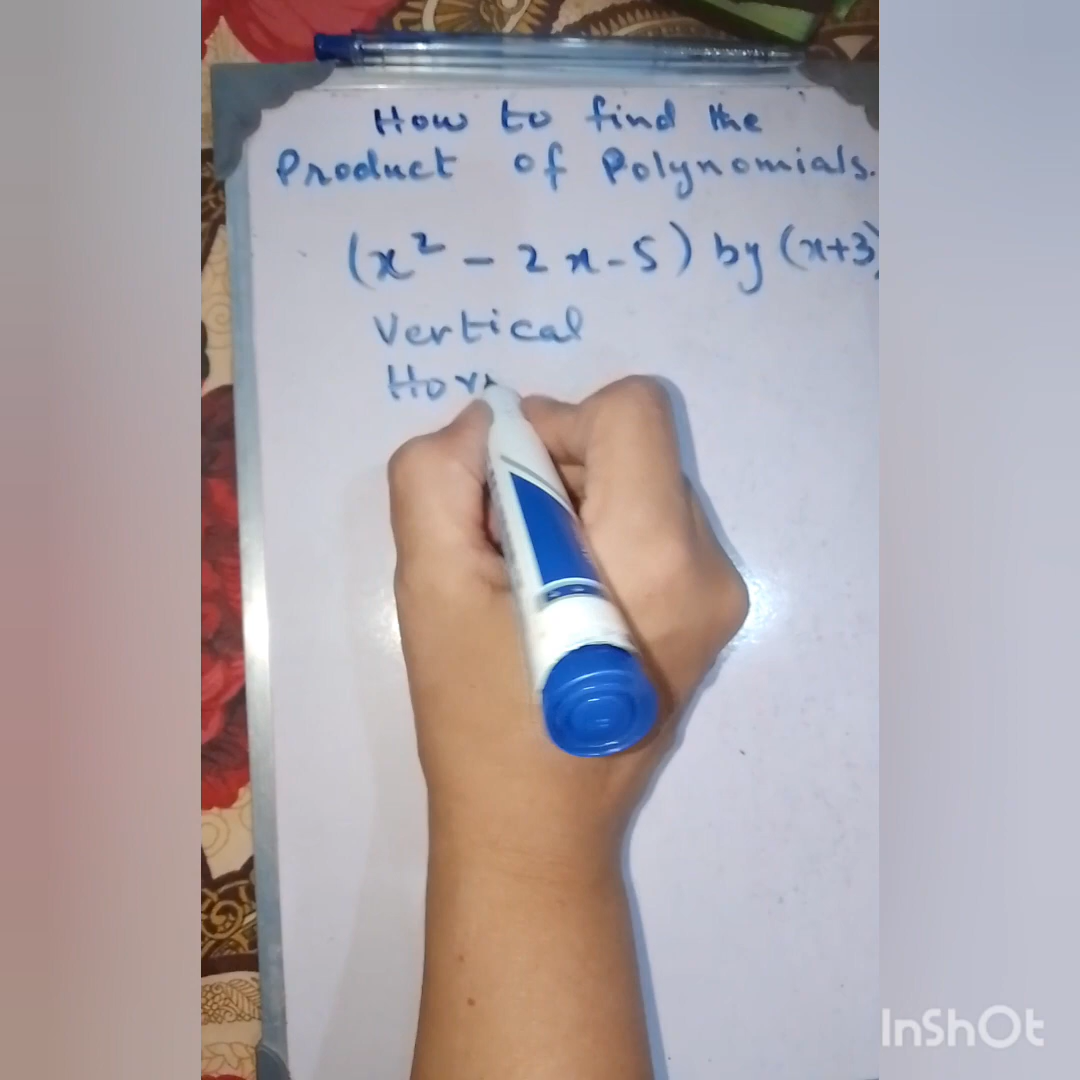 How to find the
Product of Polynomials.
(x² - 2x-5) by (x+3)
Vertical
InShOt